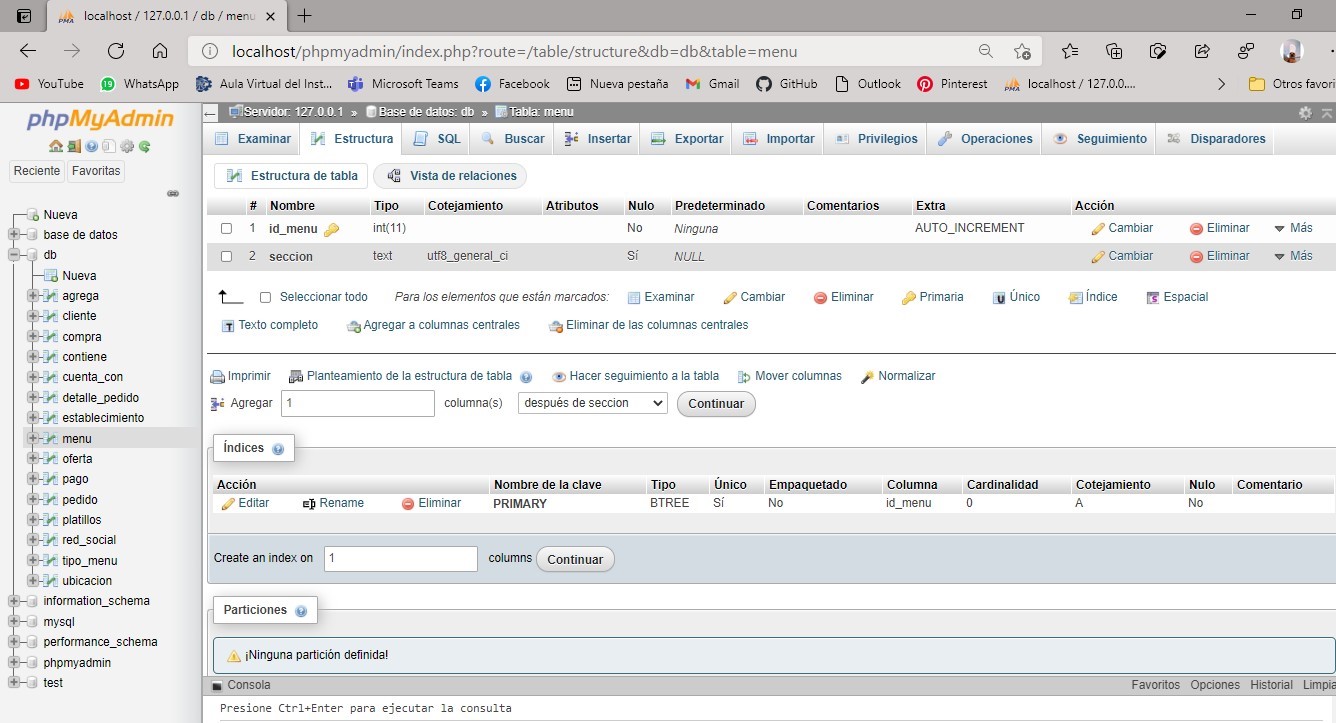 localhost / 127.0.0.1 / db / menu
localhost/phpmyadmin/index.php?route=/table/structure&db=db&table=menu
YouTube WhatsApp Aula Virtual del Inst... Microsoft Teams Facebook Nueva pestaña Gmail GitHub Outlook Pinterest localhost / 127.0.0.... Otros favori
phpMyAdmin
Reciente Favoritas
Nueva
base de datos
db
Nueva
agrega
cliente
compra
contiene
cuenta_con
detalle_pedido
establecimiento
menu
oferta
pago
pedido
platillos
red_social
tipo_menu
ubicacion
information_schema
mysql
performance_schema
phpmyadmin
test
Servidor: 127.0.0.1 » Base de datos: db » Tabla: menu
Examinar Estructura SQL Buscar Insertar Exportar Importar Privilegios Operaciones Seguimiento Disparadores
Estructura de tabla Vista de relaciones
# Nombre Tipo Cotejamiento Atributos Nulo Predeterminado Comentarios Extra Acción
1 id_menu int(11) No Ninguna AUTO_INCREMENT Cambiar Eliminar Más
2 seccion text utf8_general_ci Sí NULL Cambiar Eliminar Más
Seleccionar todo Para los elementos que están marcados: Examinar Cambiar Eliminar Primaria Único Índice Espacial
Texto completo Agregar a columnas centrales Eliminar de las columnas centrales
Imprimir Planteamiento de la estructura de tabla Hacer seguimiento a la tabla Mover columnas Normalizar
Agregar 1 columna(s) después de seccion Continuar
Índices
Acción Nombre de la clave Tipo Único Empaquetado Columna Cardinalidad Cotejamiento Nulo Comentario
Editar Rename Eliminar PRIMARY BTREE Sí No id_menu 0 A No
Create an index on 1 columns Continuar
Particiones
¡Ninguna partición definida!
Consola Favoritos Opciones Historial Limpia
Presione Ctrl+Enter para ejecutar la consulta